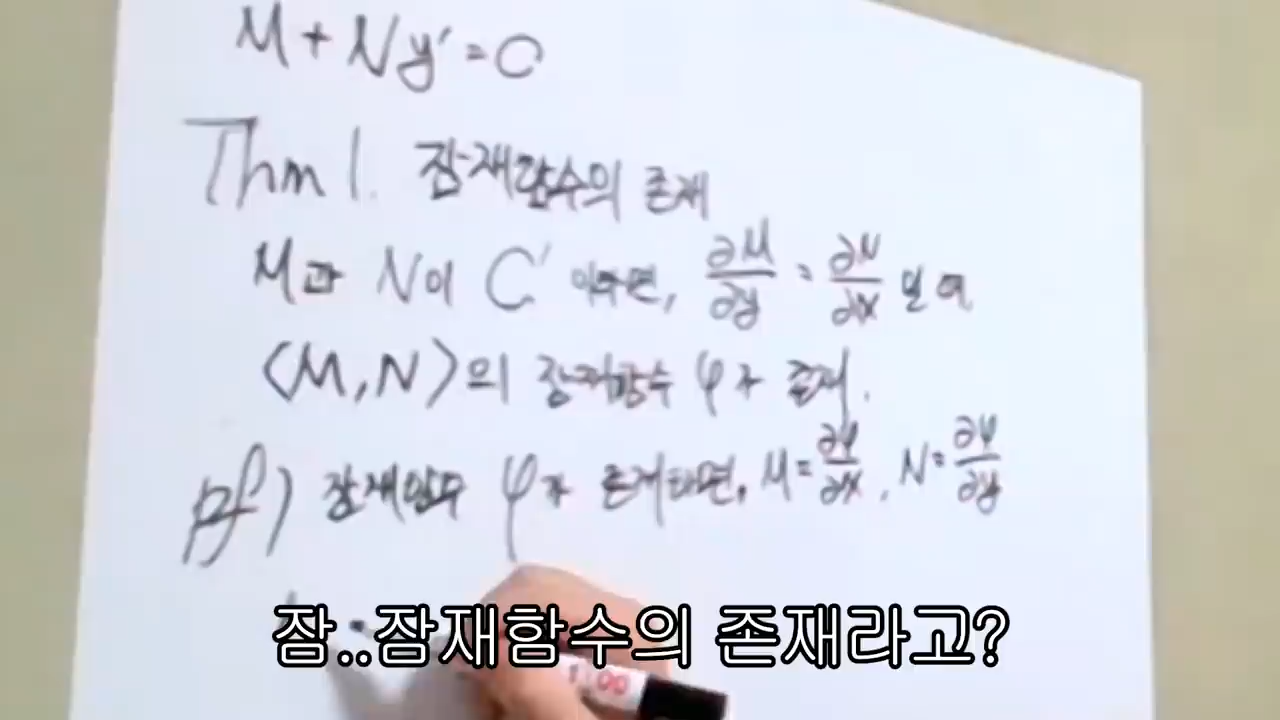 M + Ny' = 0
Thm 1. 잠재함수의 존재
M과 N이 C' 이라면, ∂M/∂y = ∂N/∂x 일 때
<M, N>의 잠재함수 φ가 존재.
pf) 잠재함수 φ가 존재하면, M = ∂φ/∂x, N = ∂φ/∂y
잠..잠재함수의 존재라고?
1:00